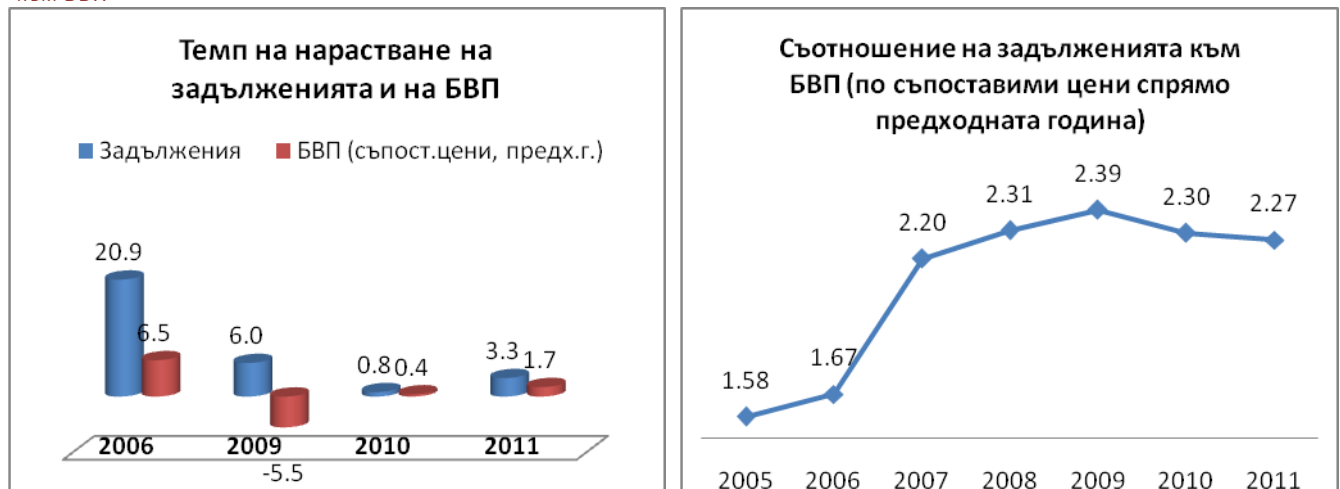 към БВП
Темп на нарастване на
задълженията и на БВП
Задължения БВП (съпост.цени, предх.г.)
20.9
6.5
6.0
0.8
0.4
3.3
1.7
2006 2009 2010 2011
-5.5
Съотношение на задълженията към
БВП (по съпоставими цени спрямо
предходната година)
1.58
1.67
2.20
2.31
2.39
2.30
2.27
2005 2006 2007 2008 2009 2010 2011